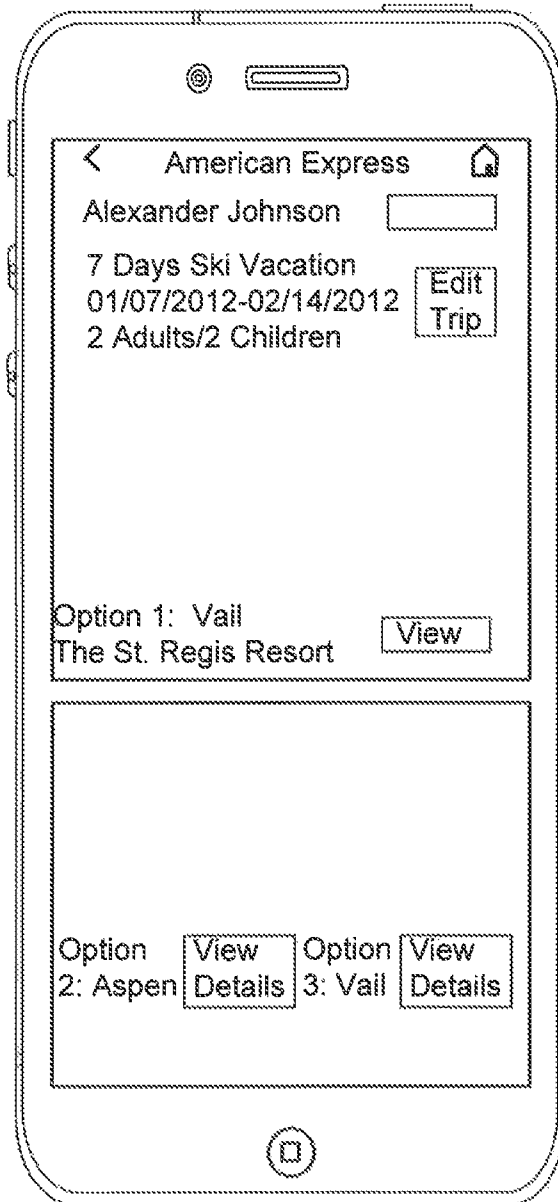 < American Express
Alexander Johnson
7 Days Ski Vacation
01/07/2012-02/14/2012
2 Adults/2 Children
Edit
Trip
Option 1: Vail
The St. Regis Resort
View
Option
2: Aspen
View
Details
Option
3: Vail
View
Details